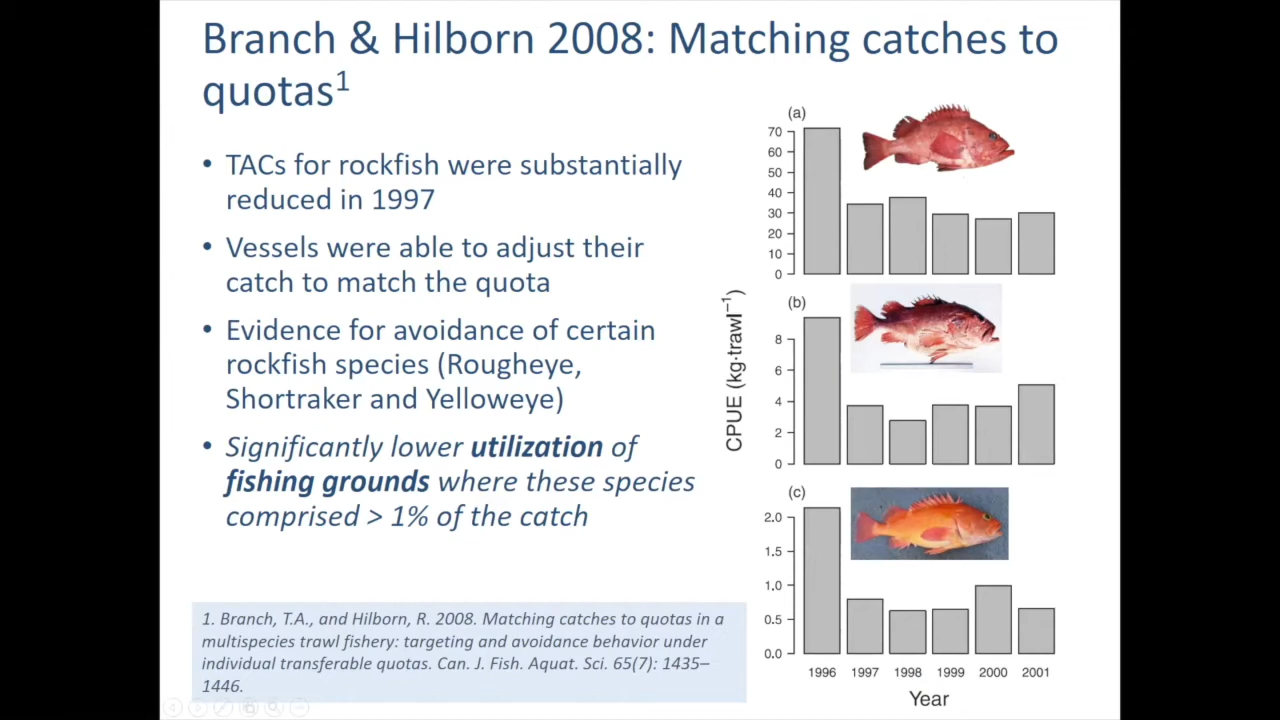 Branch & Hilborn 2008: Matching catches to
quotas1
• TACs for rockfish were substantially
reduced in 1997
• Vessels were able to adjust their
catch to match the quota
• Evidence for avoidance of certain
rockfish species (Rougheye,
Shortraker and Yelloweye)
• Significantly lower utilization of
fishing grounds where these species
comprised > 1% of the catch
1. Branch, T.A., and Hilborn, R. 2008. Matching catches to quotas in a
multispecies trawl fishery: targeting and avoidance behavior under
individual transferable quotas. Can. J. Fish. Aquat. Sci. 65(7): 1435–
1446.
CPUE (kg·trawl−1)
(a)
70
60
50
40
30
20
10
0
(b)
8
6
4
2
0
(c)
2.0
1.5
1.0
0.5
0.0
1996 1997 1998 1999 2000 2001
Year